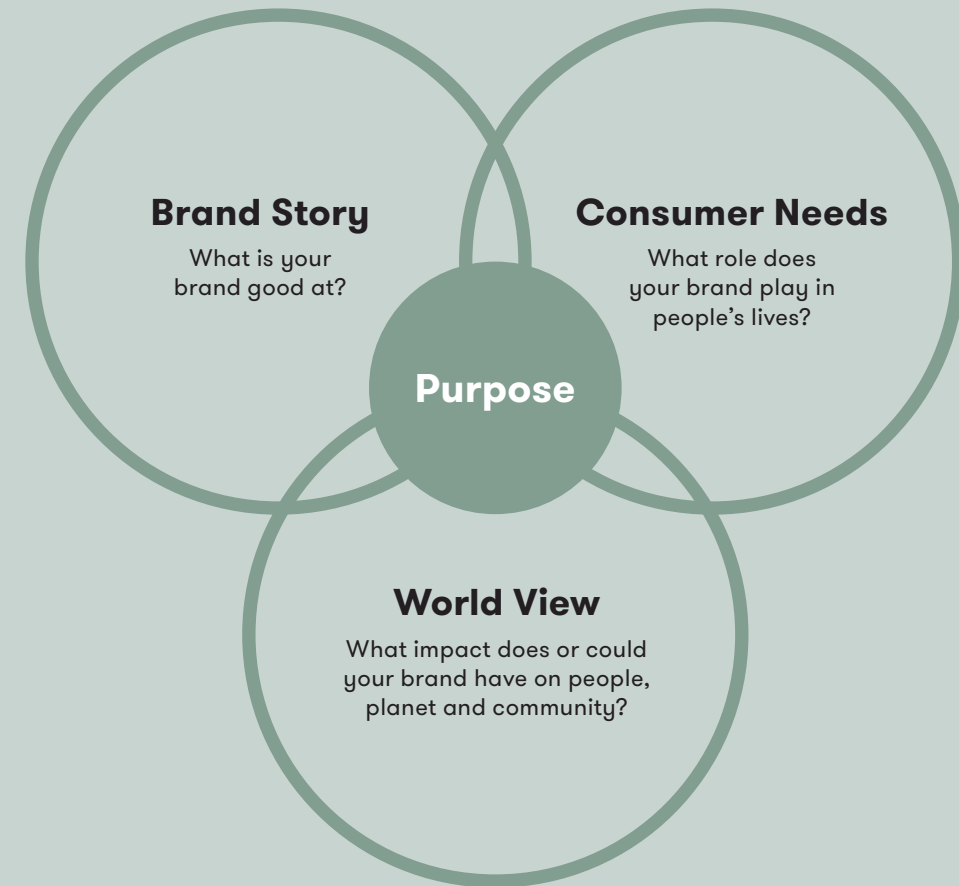 Brand Story
What is your
brand good at?
Consumer Needs
What role does
your brand play in
people’s lives?
Purpose
World View
What impact does or could
your brand have on people,
planet and community?